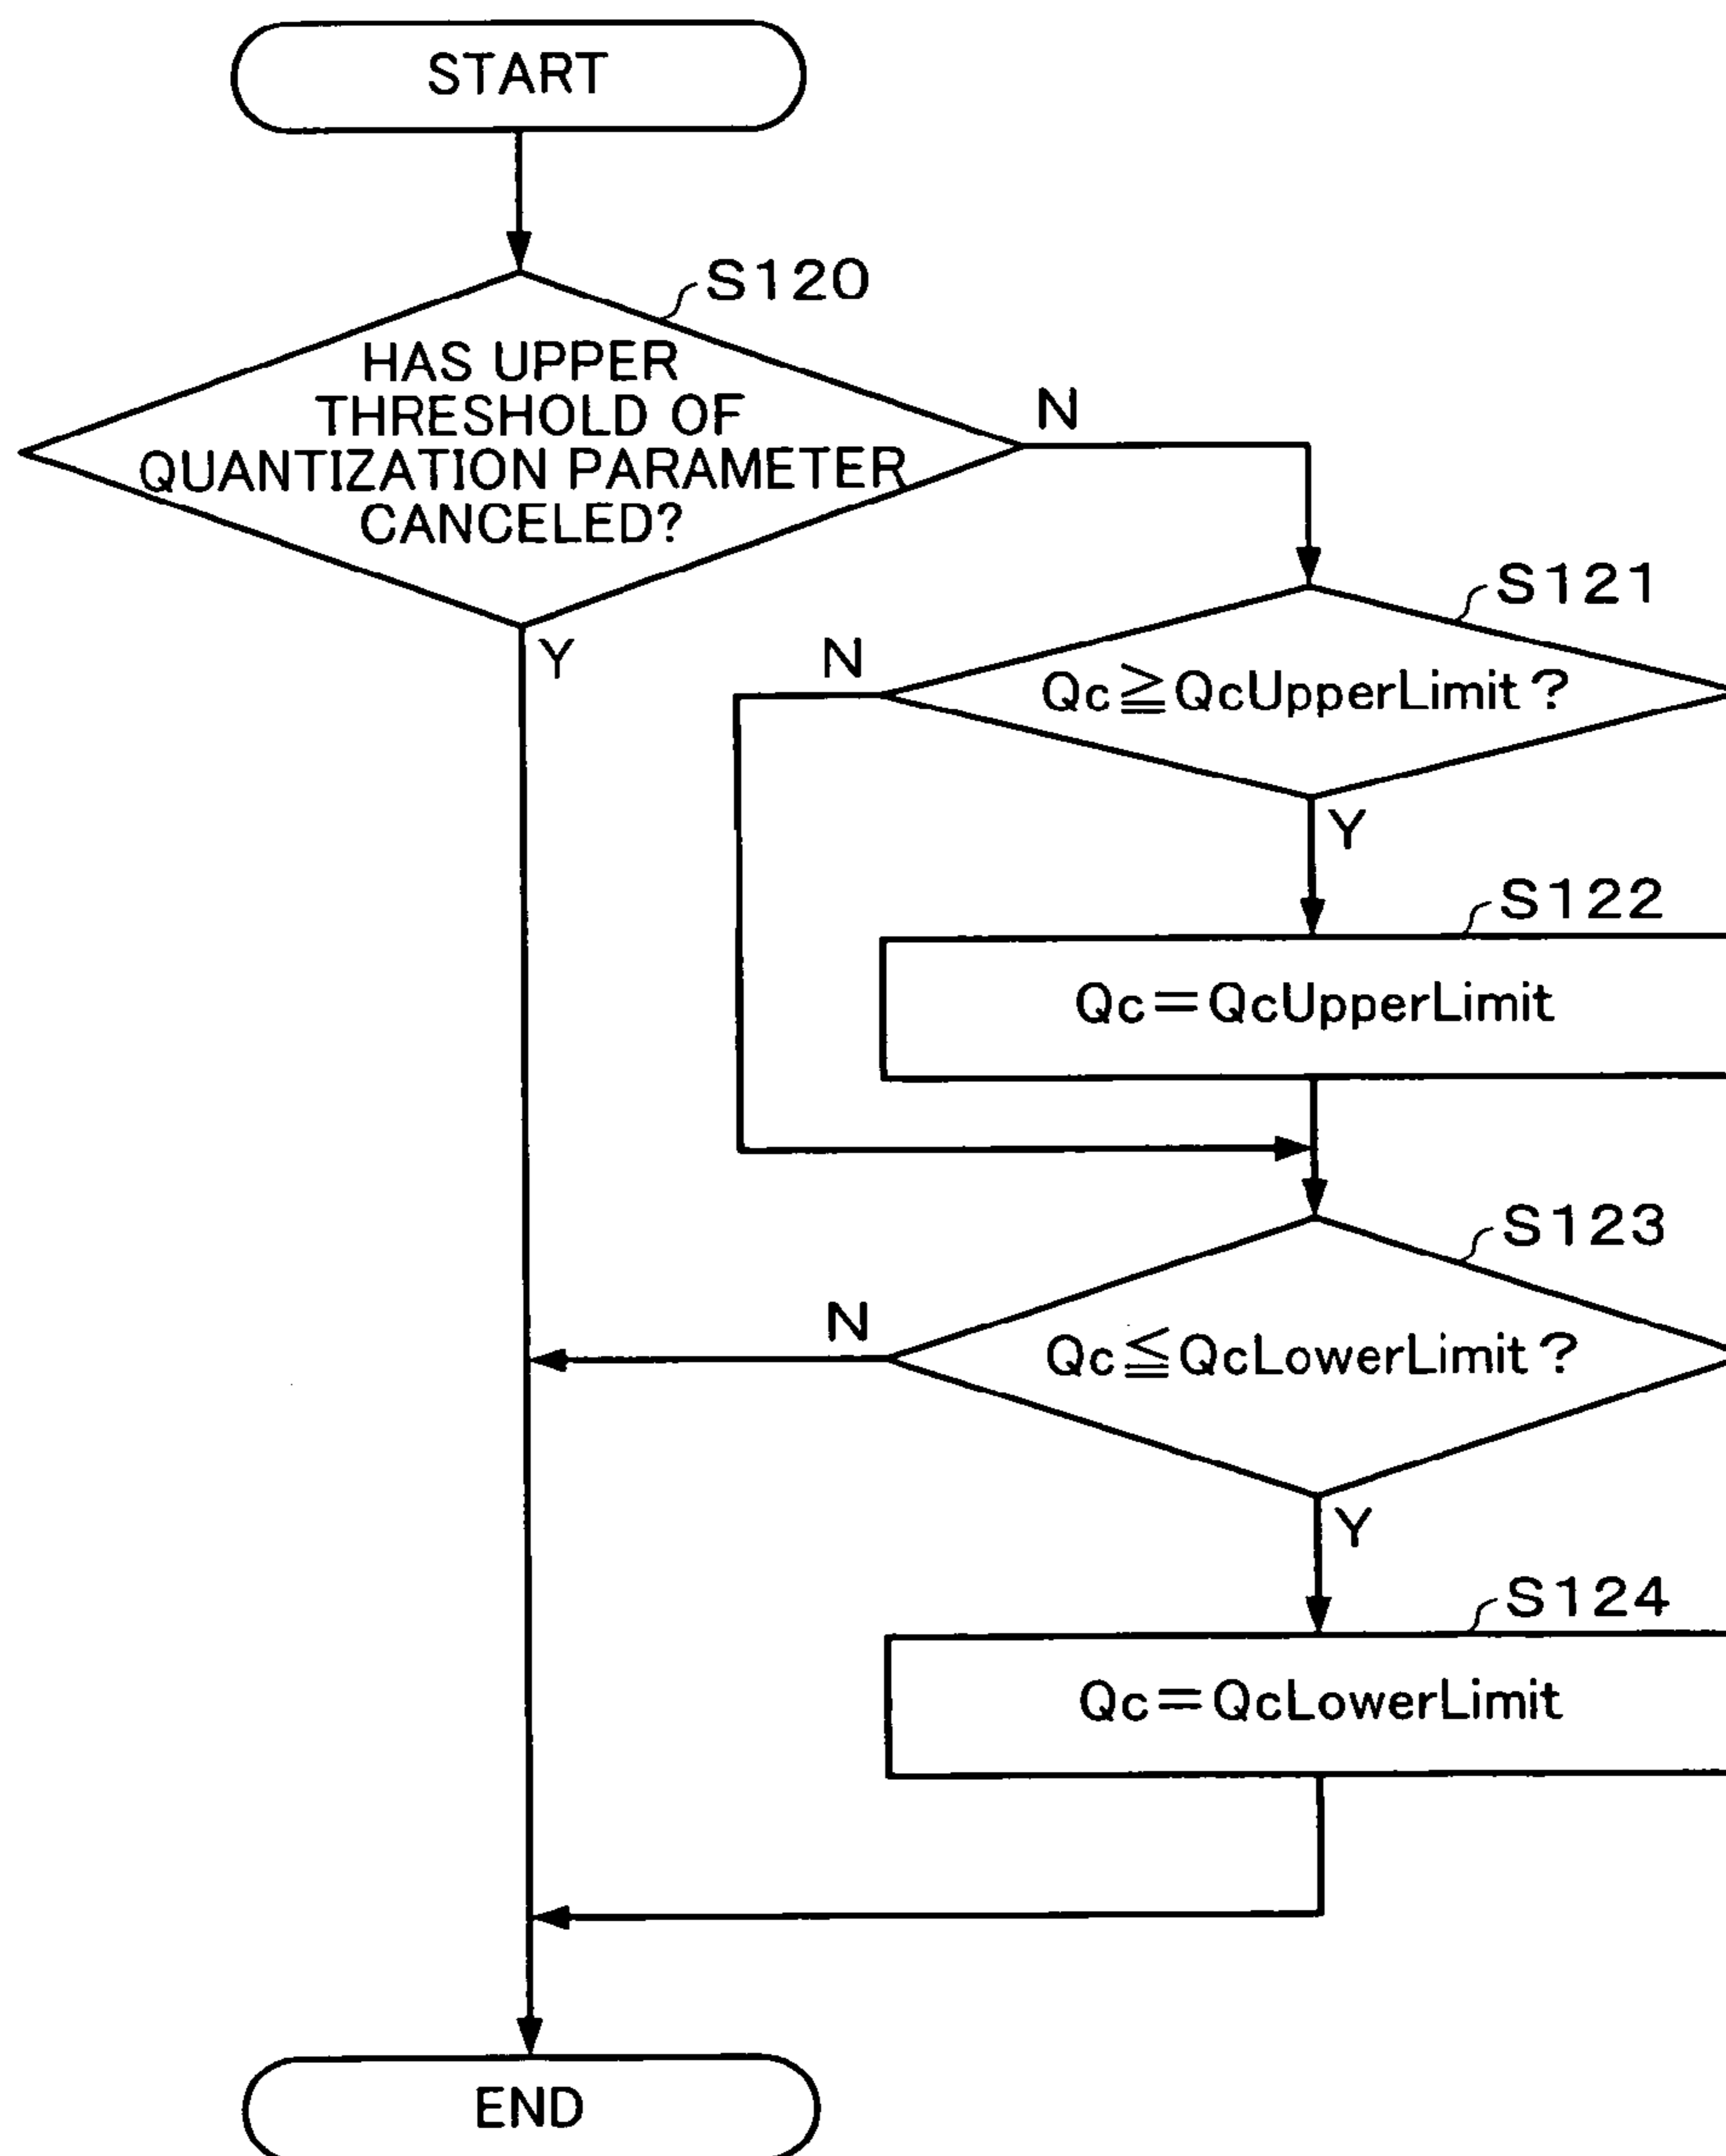 START
S120
HAS UPPER
THRESHOLD OF
QUANTIZATION PARAMETER
CANCELED?
N
Y
S121
N
Qc≧QcUpperLimit?
Y
S122
Qc=QcUpperLimit
S123
N
Qc≦QcLowerLimit?
Y
S124
Qc=QcLowerLimit
END